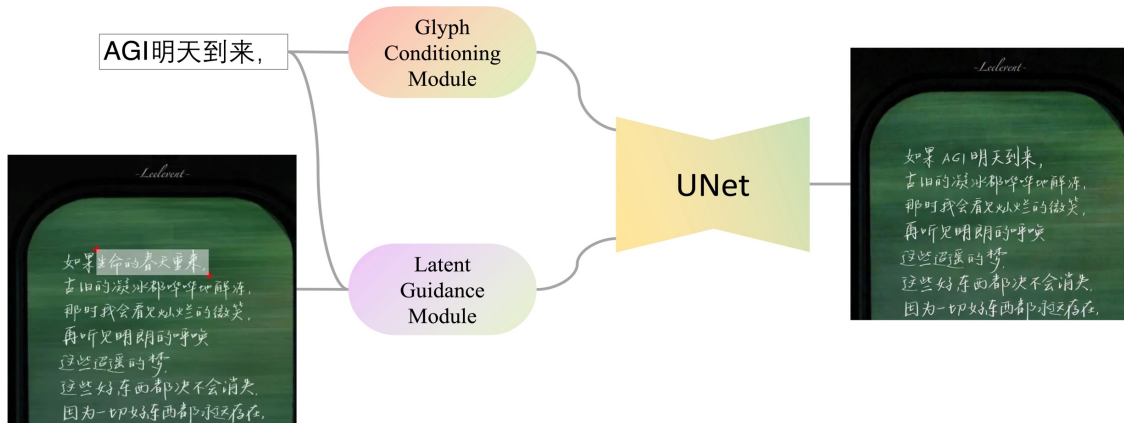 AGI明天到来，
Glyph
Conditioning
Module
Latent
Guidance
Module
UNet
-Leelevent-
如果生命的春天重来，
古旧的凝冰都哗哗地解冻，
那时我会看见灿烂的微笑，
再听见明朗的呼唤
这些迢遥的梦，
这些好东西都决不会消失，
因为一切好东西都永远存在，
-Leelevent-
如果 AGI 明天到来，
古旧的凝冰都哗哗地解冻，
那时我会看见灿烂的微笑，
再听见明朗的呼唤
这些迢遥的梦，
这些好东西都决不会消失，
因为一切好东西都永远存在，